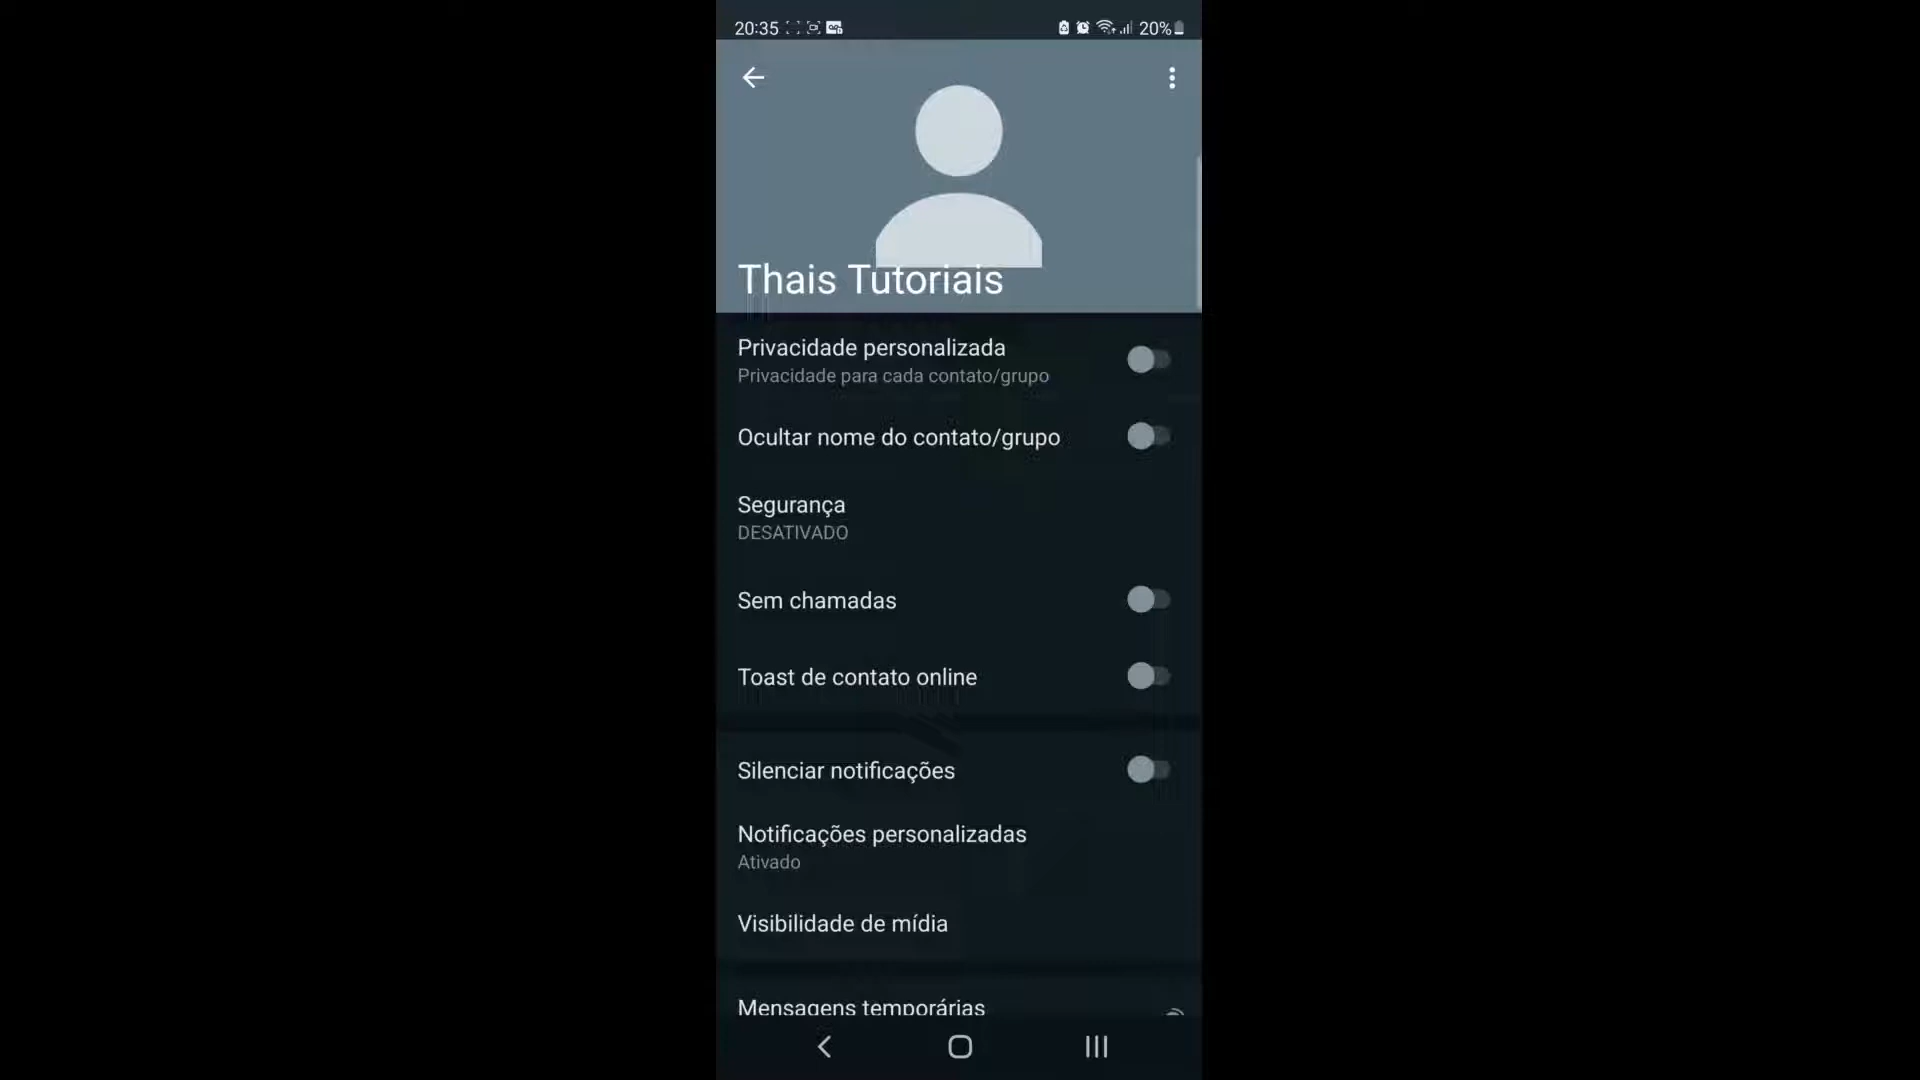 20:35
20%
Thais Tutoriais
Privacidade personalizada
Privacidade para cada contato/grupo
Ocultar nome do contato/grupo
Segurança
DESATIVADO
Sem chamadas
Toast de contato online
Silenciar notificações
Notificações personalizadas
Ativado
Visibilidade de mídia
Mensagens temporárias